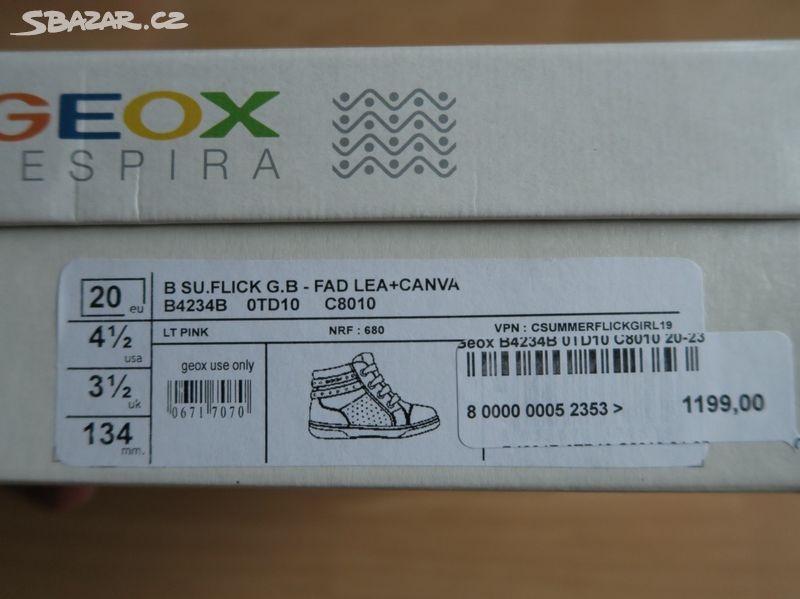 SBAZAR.CZ
GEOX
ESPIRA
20 eu
B SU.FLICK G.B - FAD LEA+CANVA
B4234B 0TD10 C8010
4½ usa
LT PINK NRF : 680 VPN : CSUMMERFLICKGIRL19
3½ uk
geox use only
0671 7070
134 mm.
Geox B4234B 0TD10 C8010 20-23
8 0000 0005 2353 > 1199,00